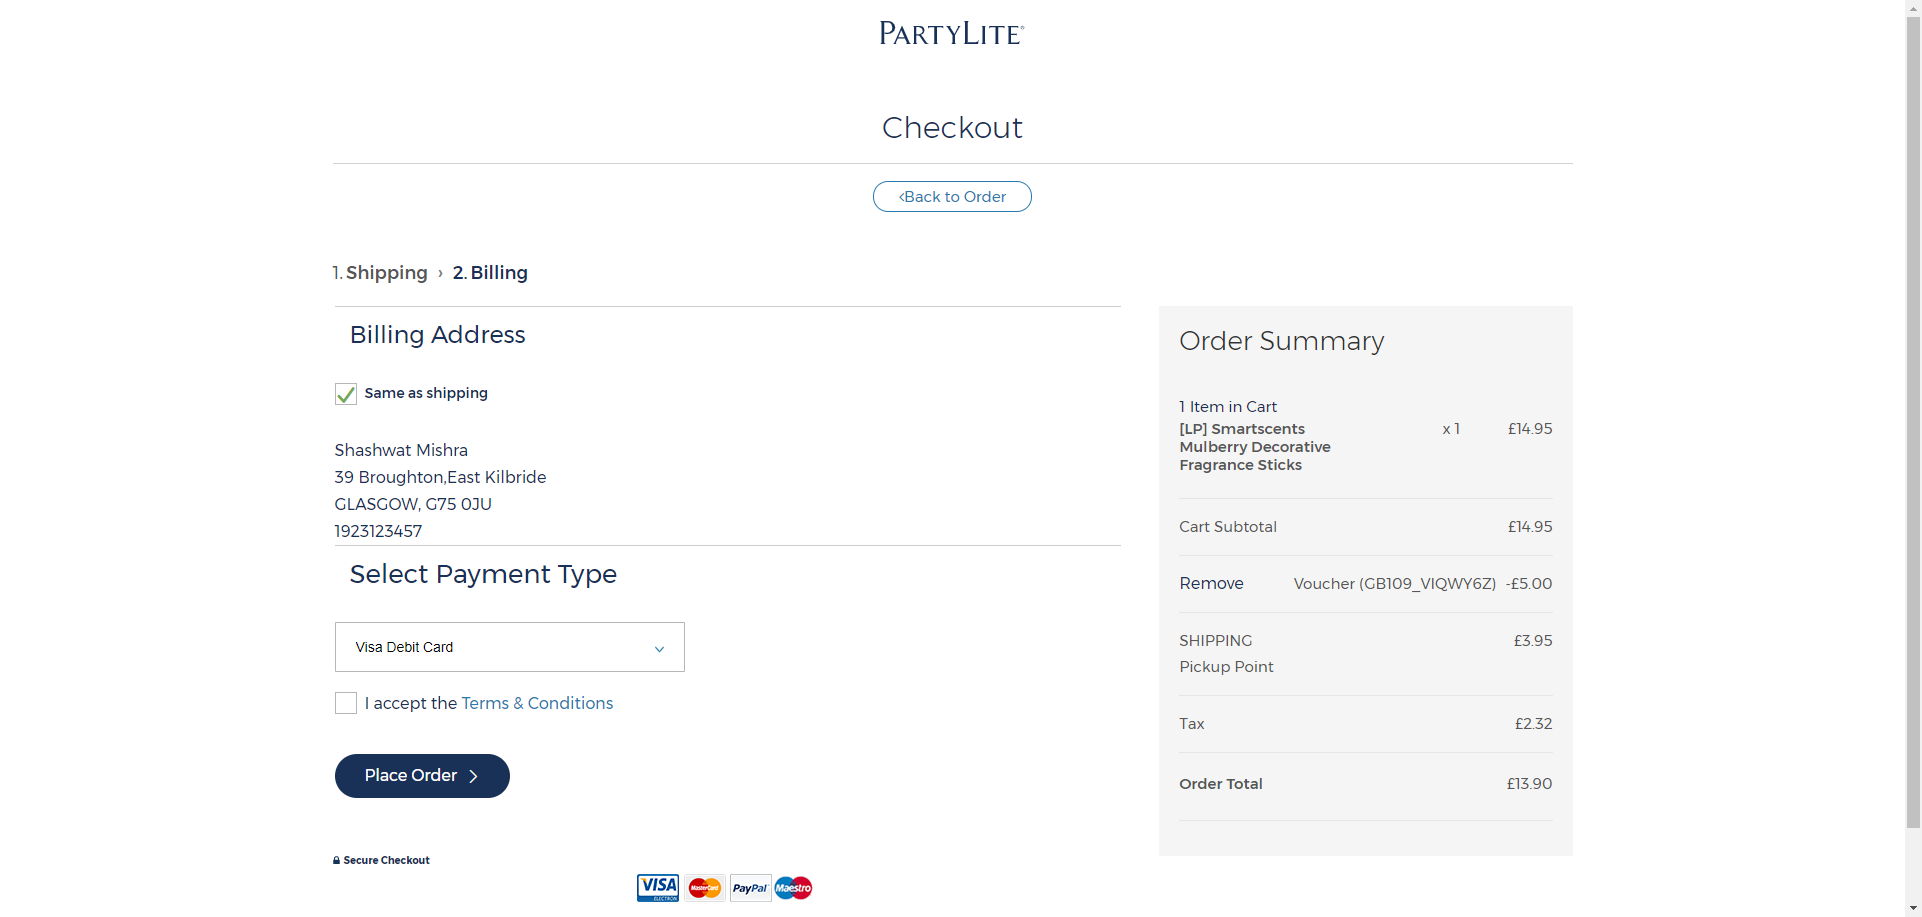 PARTYLITE®
Checkout
‹Back to Order
1. Shipping › 2. Billing
Billing Address
Same as shipping
Shashwat Mishra
39 Broughton,East Kilbride
GLASGOW, G75 0JU
1923123457
Select Payment Type
Visa Debit Card
I accept the Terms & Conditions
Place Order
Secure Checkout
VISA
ELECTRON
MasterCard
PayPal
Maestro
Order Summary
1 Item in Cart
[LP] Smartscents x 1 £14.95
Mulberry Decorative
Fragrance Sticks
Cart Subtotal £14.95
Remove Voucher (GB109_VIQWY6Z) -£5.00
SHIPPING £3.95
Pickup Point
Tax £2.32
Order Total £13.90